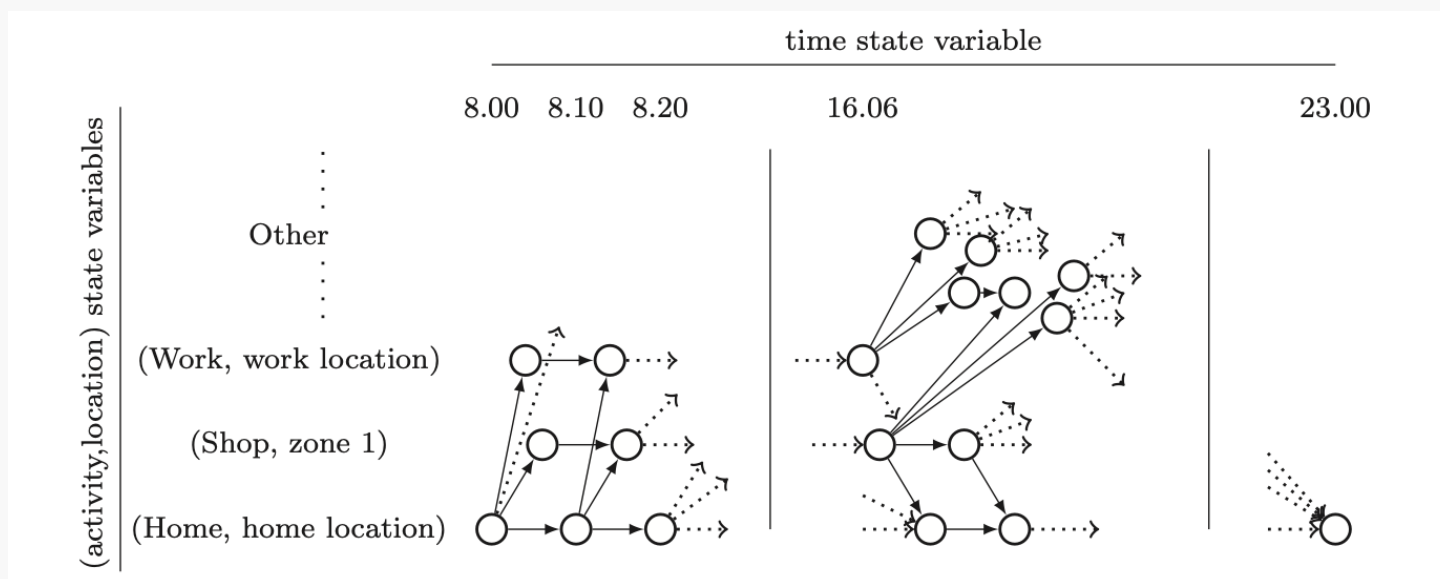 time state variable
8.00 8.10 8.20 16.06 23.00
(activity,location) state variables
Other
(Work, work location)
(Shop, zone 1)
(Home, home location)